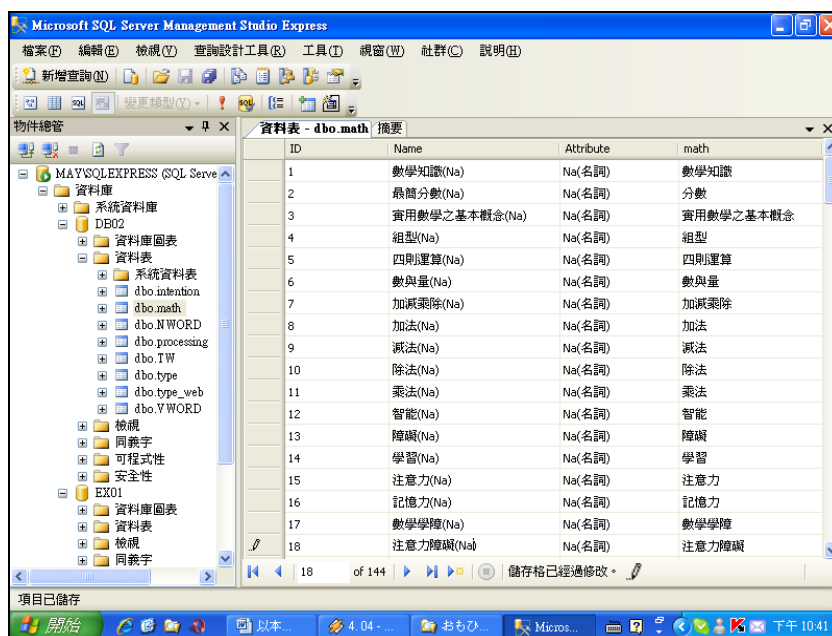 Microsoft SQL Server Management Studio Express
檔案(F) 編輯(E) 檢視(V) 查詢設計工具(R) 工具(T) 視窗(W) 社群(C) 說明(H)
新增查詢(N)
變更類型(Y)
物件總管
資料表 - dbo.math 摘要
MAY\SQLEXPRESS (SQL Serve
資料庫
系統資料庫
DB02
資料庫圖表
資料表
系統資料表
dbo.intention
dbo.math
dbo.NWORD
dbo.processing
dbo.TW
dbo.type
dbo.type_web
dbo.VWORD
檢視
同義字
可程式性
安全性
EX01
資料庫圖表
資料表
檢視
同義字
ID Name Attribute math
1 數學知識(Na) Na(名詞) 數學知識
2 最簡分數(Na) Na(名詞) 分數
3 實用數學之基本概念(Na) Na(名詞) 實用數學之基本概念
4 組型(Na) Na(名詞) 組型
5 四則運算(Na) Na(名詞) 四則運算
6 數與量(Na) Na(名詞) 數與量
7 加減乘除(Na) Na(名詞) 加減乘除
8 加法(Na) Na(名詞) 加法
9 減法(Na) Na(名詞) 減法
10 除法(Na) Na(名詞) 除法
11 乘法(Na) Na(名詞) 乘法
12 智能(Na) Na(名詞) 智能
13 障礙(Na) Na(名詞) 障礙
14 學習(Na) Na(名詞) 學習
15 注意力(Na) Na(名詞) 注意力
16 記憶力(Na) Na(名詞) 記憶力
17 數學學障(Na) Na(名詞) 數學學障
18 注意力障礙(Na) Na(名詞) 注意力障礙
18 of 144 儲存格已經過修改。
項目已儲存
開始 以本... 4.04 - ... おもひ... Micros... 下午 10:41